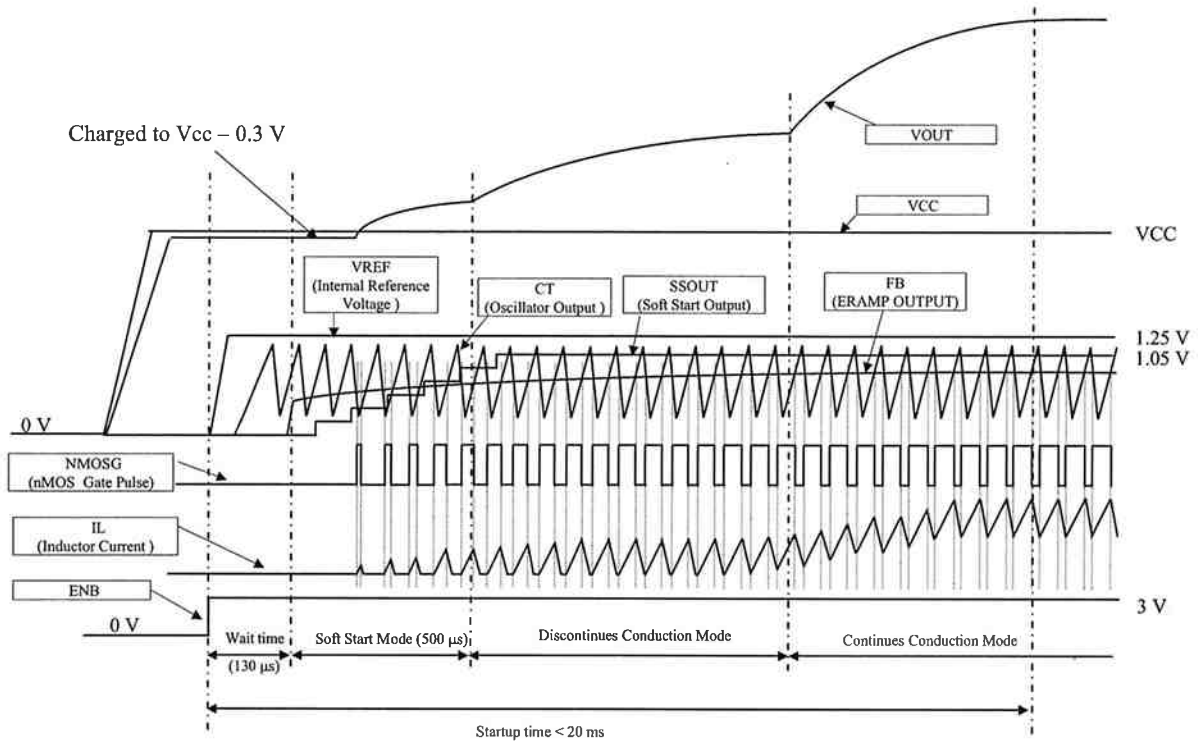 Charged to Vcc – 0.3 V
VOUT
VCC
VCC
VREF
(Internal Reference
Voltage )
CT
(Oscillator Output )
SSOUT
(Soft Start Output)
FB
(ERAMP OUTPUT)
1.25 V
1.05 V
0 V
NMOSG
(nMOS Gate Pulse)
IL
(Inductor Current )
ENB
3 V
0 V
Wait time
(130 µs)
Soft Start Mode (500 µs)
Discontinues Conduction Mode
Continues Conduction Mode
Startup time < 20 ms